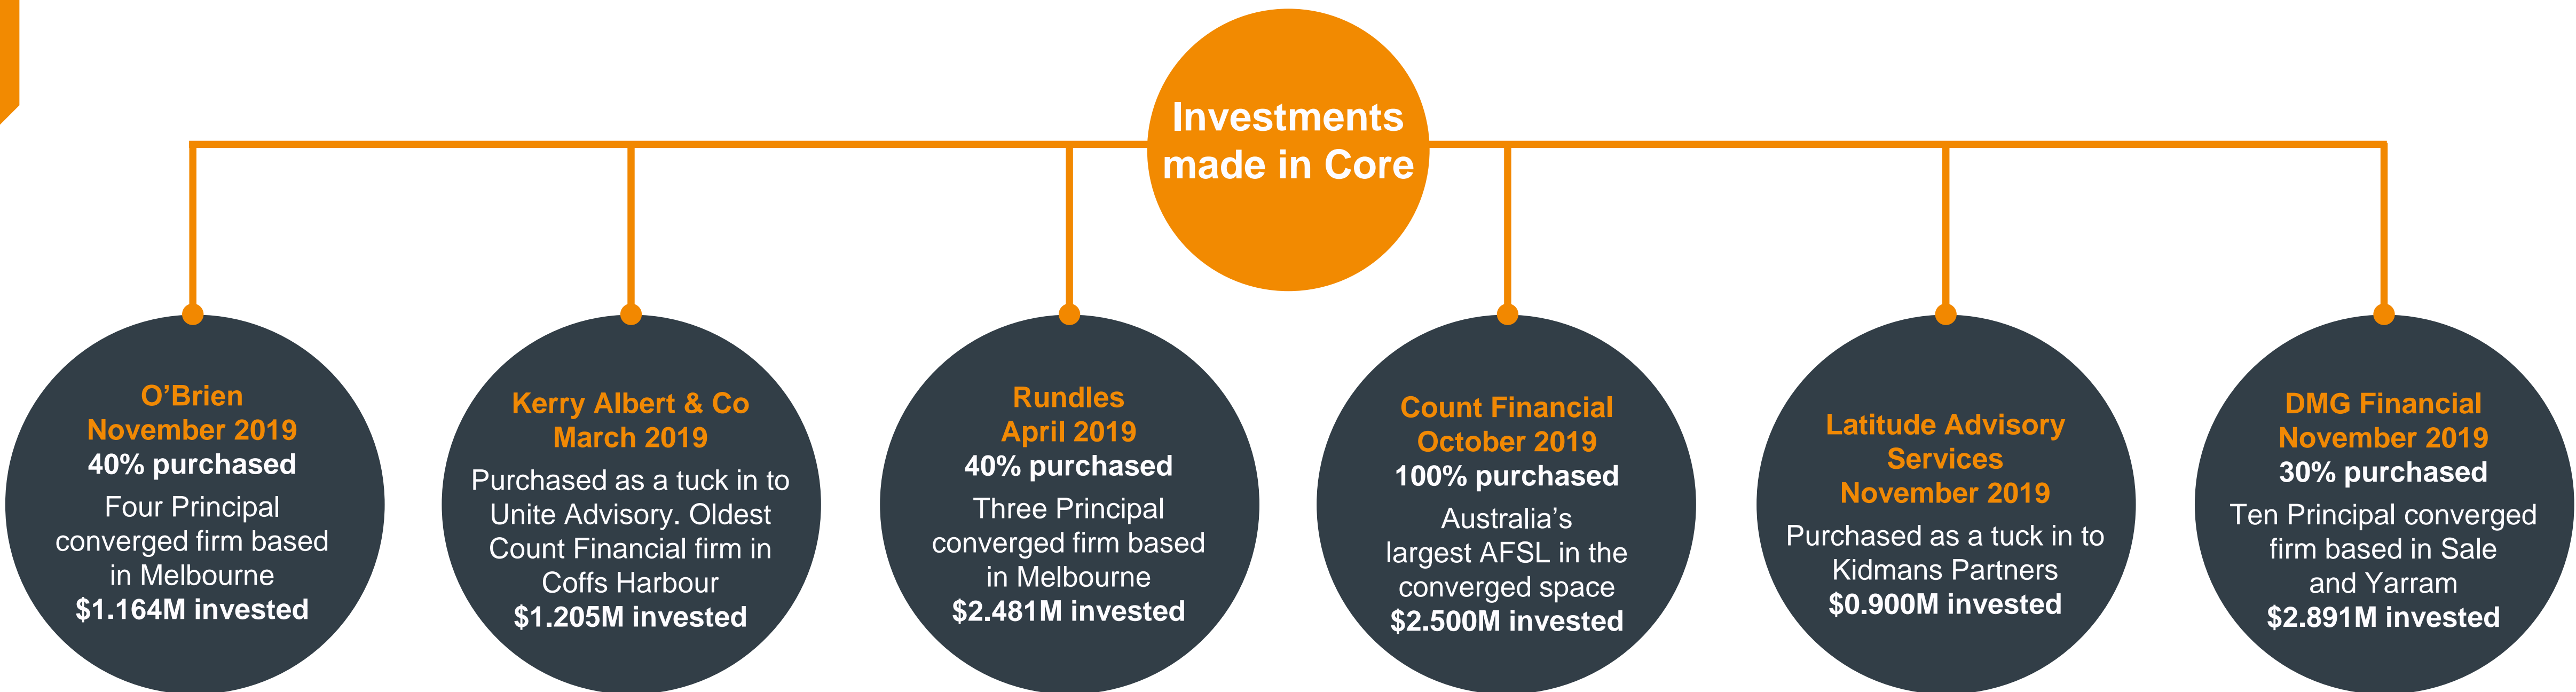 Investments
made in Core
O’Brien
November 2019
40% purchased
Four Principal
converged firm based
in Melbourne
$1.164M invested
Kerry Albert & Co
March 2019
Purchased as a tuck in to
Unite Advisory. Oldest
Count Financial firm in
Coffs Harbour
$1.205M invested
Rundles
April 2019
40% purchased
Three Principal
converged firm based
in Melbourne
$2.481M invested
Count Financial
October 2019
100% purchased
Australia’s
largest AFSL in the
converged space
$2.500M invested
Latitude Advisory
Services
November 2019
Purchased as a tuck in to
Kidmans Partners
$0.900M invested
DMG Financial
November 2019
30% purchased
Ten Principal converged
firm based in Sale
and Yarram
$2.891M invested